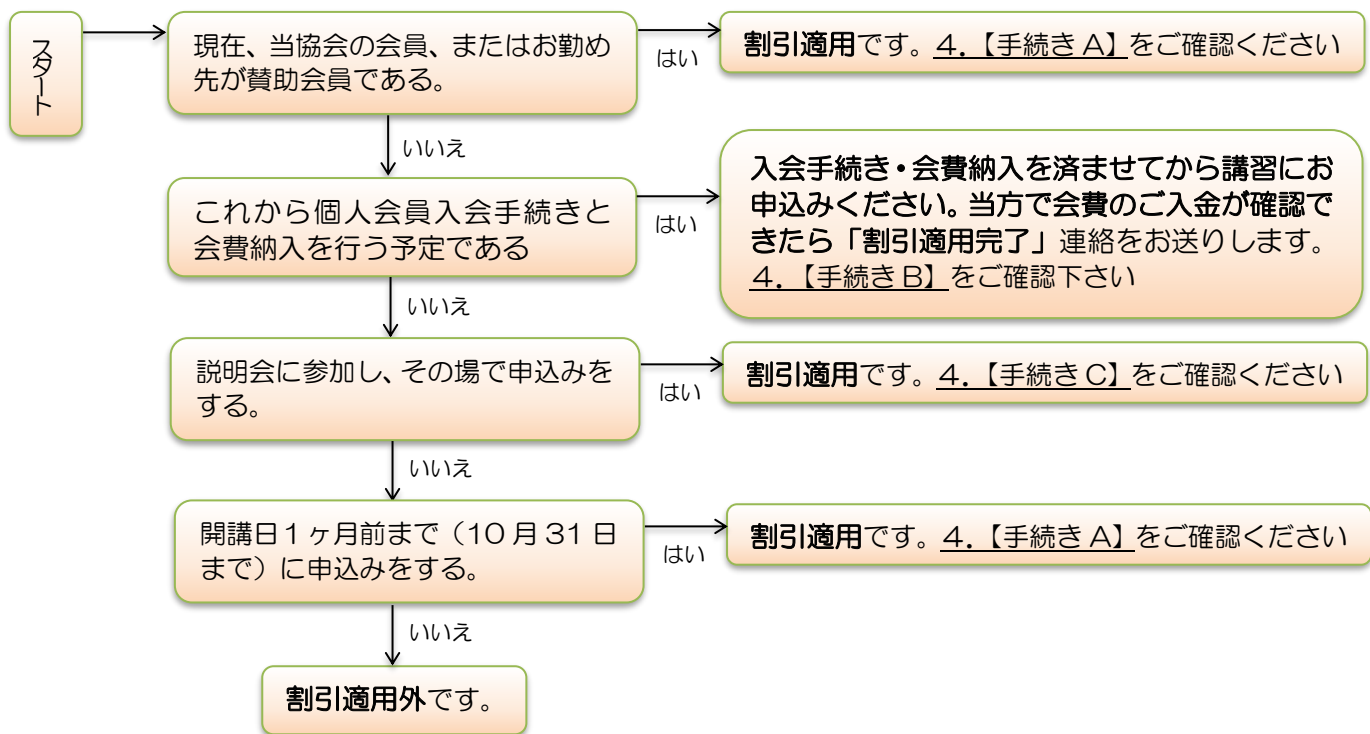 スタート
現在、当協会の会員、またはお勤め
先が賛助会員である。
はい
割引適用です。４.【手続きＡ】をご確認ください
いいえ
これから個人会員入会手続きと
会費納入を行う予定である
はい
入会手続き・会費納入を済ませてから講習にお
申込みください。当方で会費のご入金が確認で
きたら「割引適用完了」連絡をお送りします。
４.【手続きＢ】をご確認下さい
いいえ
説明会に参加し、その場で申込みを
する。
はい
割引適用です。４.【手続きＣ】をご確認ください
いいえ
開講日１ヶ月前まで（10月31日
まで）に申込みをする。
はい
割引適用です。４.【手続きＡ】をご確認ください
いいえ
割引適用外です。